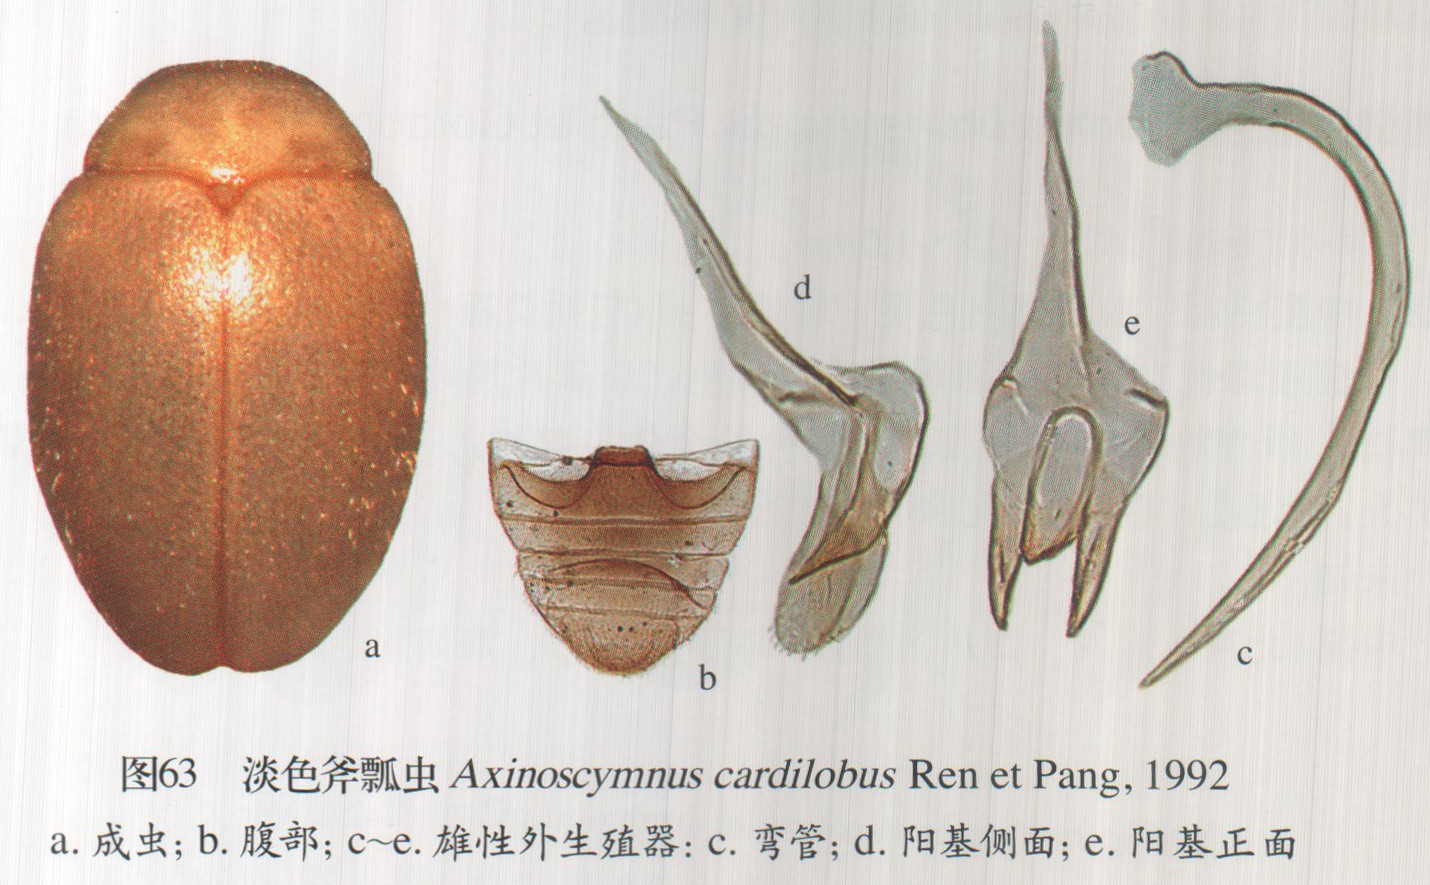 a
b
d
e
c
图63 淡色斧瓢虫 Axinoscymnus cardilobus Ren et Pang, 1992
a. 成虫; b. 腹部; c~e. 雄性外生殖器: c. 弯管; d. 阳基侧面; e. 阳基正面